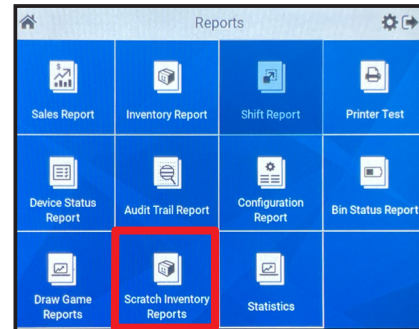 Reports
Sales Report
Inventory Report
Shift Report
Printer Test
Device Status
Report
Audit Trail Report
Configuration
Report
Bin Status Report
Draw Game
Reports
Scratch Inventory
Reports
Statistics